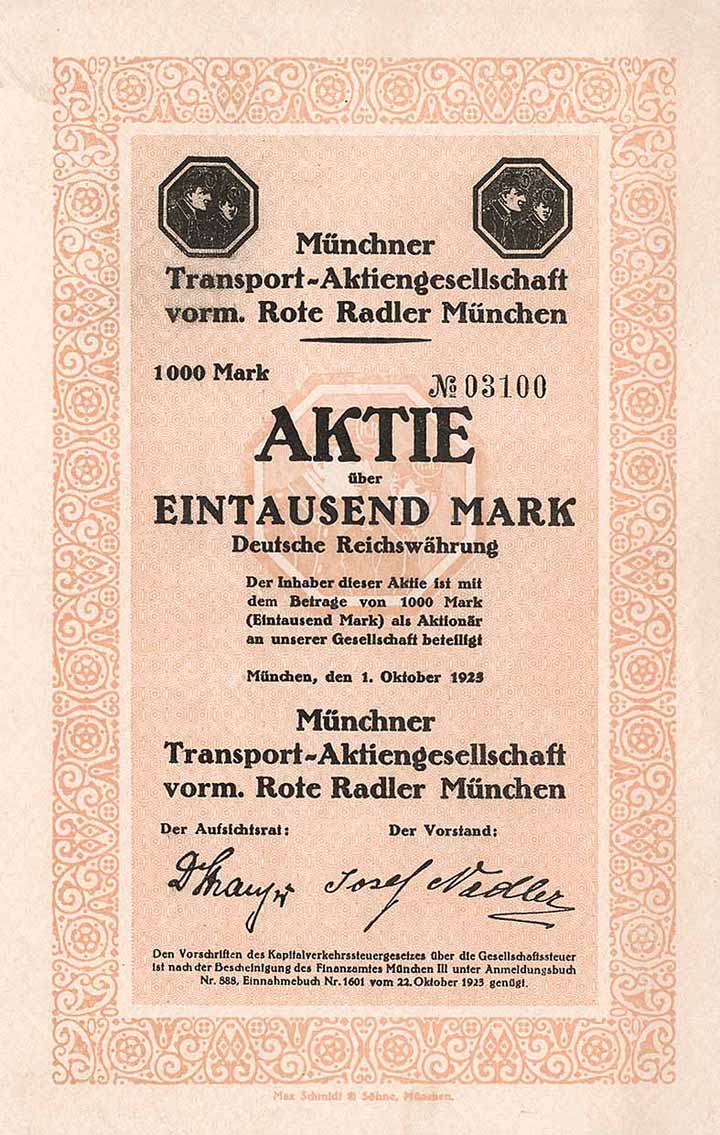 Münchner
Transport-Aktiengesellschaft
vorm. Rote Radler München
1000 Mark
№ 03100
AKTIE
über
EINTAUSEND MARK
Deutsche Reichswährung
Der Inhaber dieser Aktie ist mit
dem Betrage von 1000 Mark
(Eintausend Mark) als Aktionär
an unserer Gesellschaft beteiligt
München, den 1. Oktober 1923
Münchner
Transport-Aktiengesellschaft
vorm. Rote Radler München
Der Aufsichtsrat: Der Vorstand:
Josef Nadler
Den Vorschriften des Kapitalverkehrssteuergesetzes über die Gesellschaftssteuer
ist nach der Bescheinigung des Finanzamtes München III unter Anmeldungsbuch
Nr. 888, Einnahmebuch Nr. 1601 vom 22. Oktober 1923 genügt.
Max Schmidt & Söhne, München.